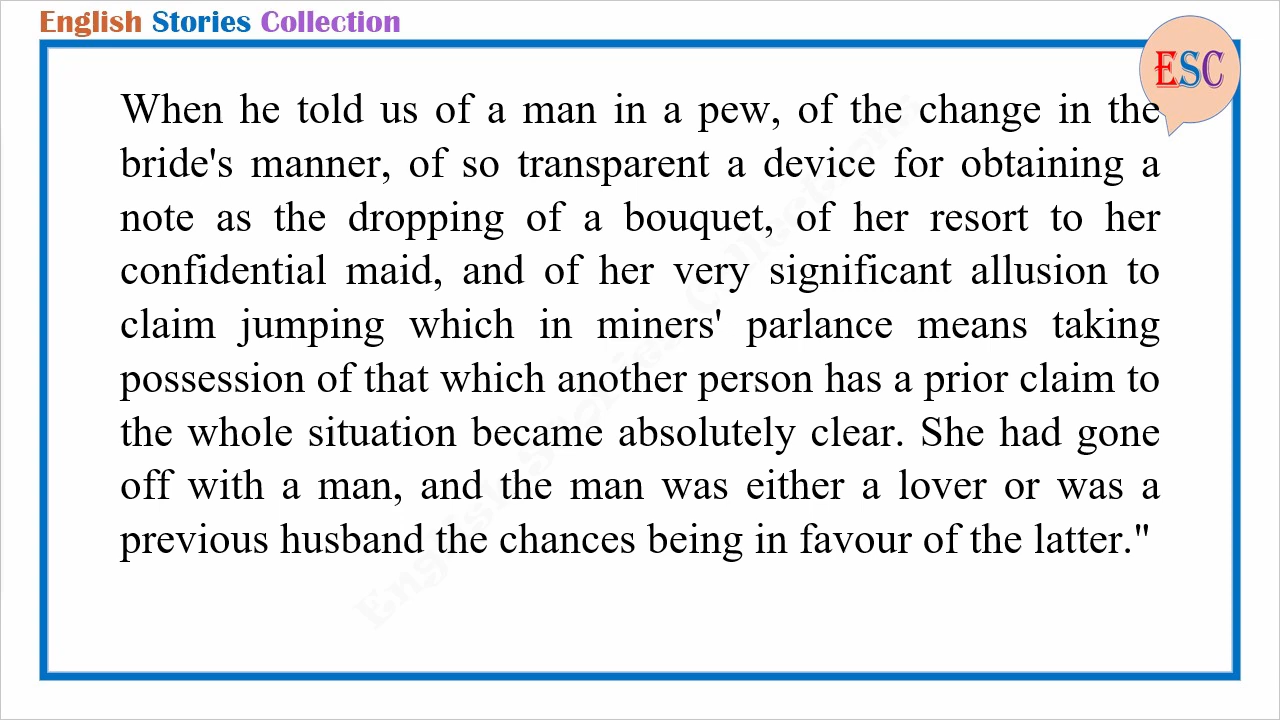 English Stories Collection
ESC
When he told us of a man in a pew, of the change in the
bride's manner, of so transparent a device for obtaining a
note as the dropping of a bouquet, of her resort to her
confidential maid, and of her very significant allusion to
claim jumping which in miners' parlance means taking
possession of that which another person has a prior claim to
the whole situation became absolutely clear. She had gone
off with a man, and the man was either a lover or was a
previous husband the chances being in favour of the latter."